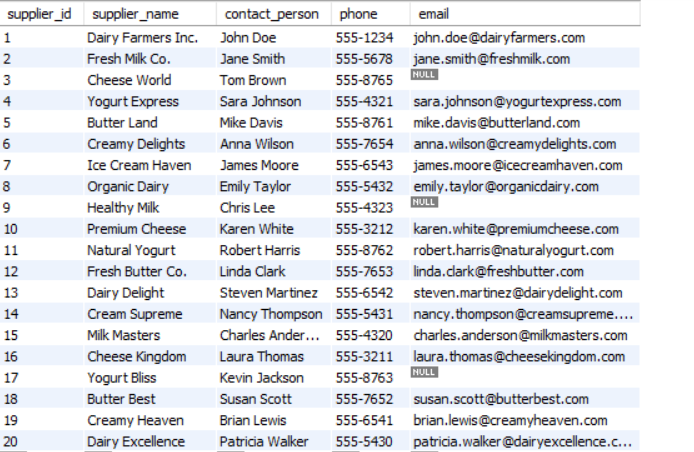 supplier_id supplier_name contact_person phone email
1 Dairy Farmers Inc. John Doe 555-1234 john.doe@dairyfarmers.com
2 Fresh Milk Co. Jane Smith 555-5678 jane.smith@freshmilk.com
3 Cheese World Tom Brown 555-8765 NULL
4 Yogurt Express Sara Johnson 555-4321 sara.johnson@yogurtexpress.com
5 Butter Land Mike Davis 555-8761 mike.davis@butterland.com
6 Creamy Delights Anna Wilson 555-7654 anna.wilson@creamydelights.com
7 Ice Cream Haven James Moore 555-6543 james.moore@icecreamhaven.com
8 Organic Dairy Emily Taylor 555-5432 emily.taylor@organicdairy.com
9 Healthy Milk Chris Lee 555-4323 NULL
10 Premium Cheese Karen White 555-3212 karen.white@premiumcheese.com
11 Natural Yogurt Robert Harris 555-8762 robert.harris@naturalyogurt.com
12 Fresh Butter Co. Linda Clark 555-7653 linda.clark@freshbutter.com
13 Dairy Delight Steven Martinez 555-6542 steven.martinez@dairydelight.com
14 Cream Supreme Nancy Thompson 555-5431 nancy.thompson@creamsupreme....
15 Milk Masters Charles Ander... 555-4320 charles.anderson@milkmasters.com
16 Cheese Kingdom Laura Thomas 555-3211 laura.thomas@cheesekingdom.com
17 Yogurt Bliss Kevin Jackson 555-8763 NULL
18 Butter Best Susan Scott 555-7652 susan.scott@butterbest.com
19 Creamy Heaven Brian Lewis 555-6541 brian.lewis@creamyheaven.com
20 Dairy Excellence Patricia Walker 555-5430 patricia.walker@dairyexcellence.c...